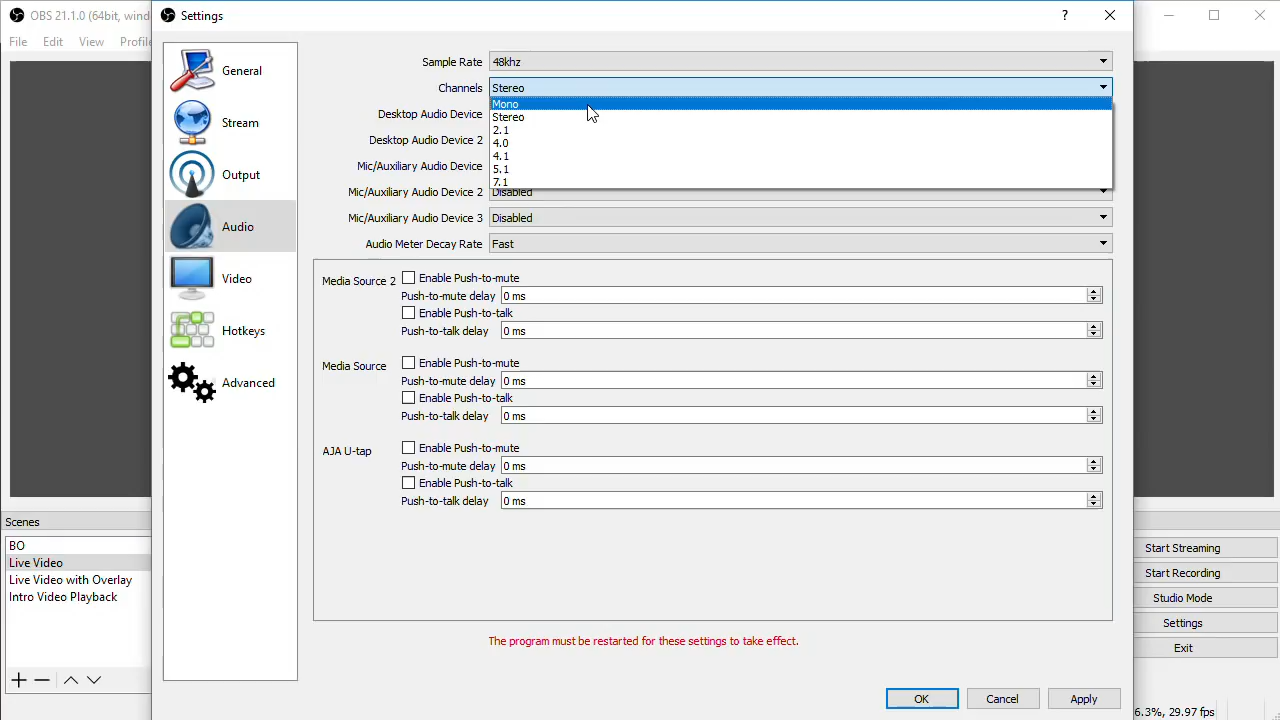 OBS 21.1.0 (64bit, wind
Settings
?
File Edit View Profile
General
Stream
Output
Audio
Video
Hotkeys
Advanced
Sample Rate 48khz
Channels Stereo
Mono
Stereo
2.1
4.0
4.1
5.1
7.1
Desktop Audio Device
Desktop Audio Device 2
Mic/Auxiliary Audio Device
Mic/Auxiliary Audio Device 2 Disabled
Mic/Auxiliary Audio Device 3 Disabled
Audio Meter Decay Rate Fast
Media Source 2 Enable Push-to-mute
Push-to-mute delay 0 ms
Enable Push-to-talk
Push-to-talk delay 0 ms
Media Source Enable Push-to-mute
Push-to-mute delay 0 ms
Enable Push-to-talk
Push-to-talk delay 0 ms
AJA U-tap Enable Push-to-mute
Push-to-mute delay 0 ms
Enable Push-to-talk
Push-to-talk delay 0 ms
The program must be restarted for these settings to take effect.
OK Cancel Apply
Scenes
BO
Live Video
Live Video with Overlay
Intro Video Playback
Start Streaming
Start Recording
Studio Mode
Settings
Exit
6.3%, 29.97 fps